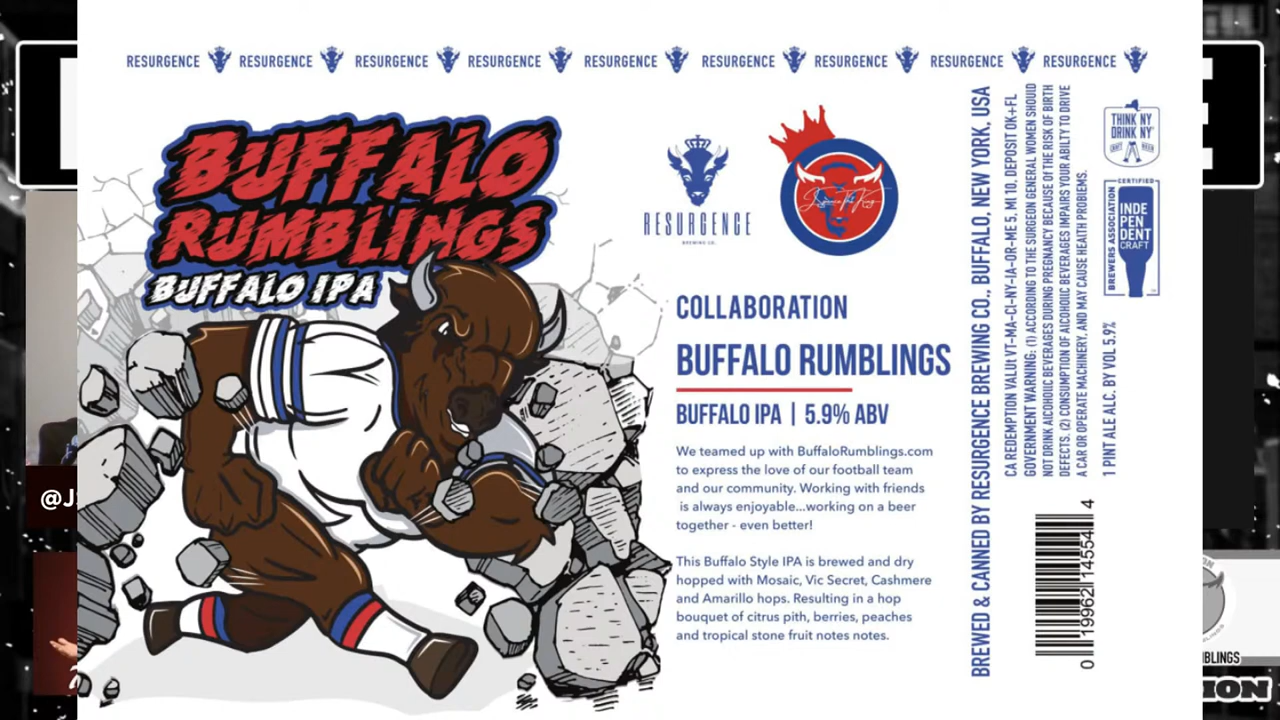 RESURGENCE RESURGENCE RESURGENCE RESURGENCE RESURGENCE RESURGENCE RESURGENCE RESURGENCE RESURGENCE
BUFFALO
RUMBLINGS
BUFFALO IPA
RESURGENCE
BREWING CO.
COLLABORATION
BUFFALO RUMBLINGS
BUFFALO IPA | 5.9% ABV
We teamed up with BuffaloRumblings.com
to express the love of our football team
and our community. Working with friends
is always enjoyable...working on a beer
together - even better!
This Buffalo Style IPA is brewed and dry
hopped with Mosaic, Vic Secret, Cashmere
and Amarillo hops. Resulting in a hop
bouquet of citrus pith, berries, peaches
and tropical stone fruit notes notes.
BREWED & CANNED BY RESURGENCE BREWING CO., BUFFALO, NEW YORK, USA
CA REDEMPTION VALUt VT-MA-CI-NY-IA-OR-ME 5, MI 10, DEPOSIT OK+FL
GOVERNMENT WARNING: (1) ACCORDING TO THE SURGEON GENERAL WOMEN SHOULD
NOT DRINK ALCOHOLIC BEVERAGES DURING PREGNANCY BECAUSE OF THE RISK OF BIRTH
DEFECTS. (2) CONSUMPTION OF ALCOHOLIC BEVERAGES IMPAIRS YOUR ABILTY TO DRIVE
A CAR OR OPERATE MACHINERY, AND MAY CAUSE HEALTH PROBLEMS.
1 PINT ALE ALC. BY VOL 5.9%
THINK NY
DRINK NY
CERTIFIED
BREWERS ASSOCIATION
INDE
PEN
DENT
CRAFT
0 19962 14554 4
@J
BLINGS
ION